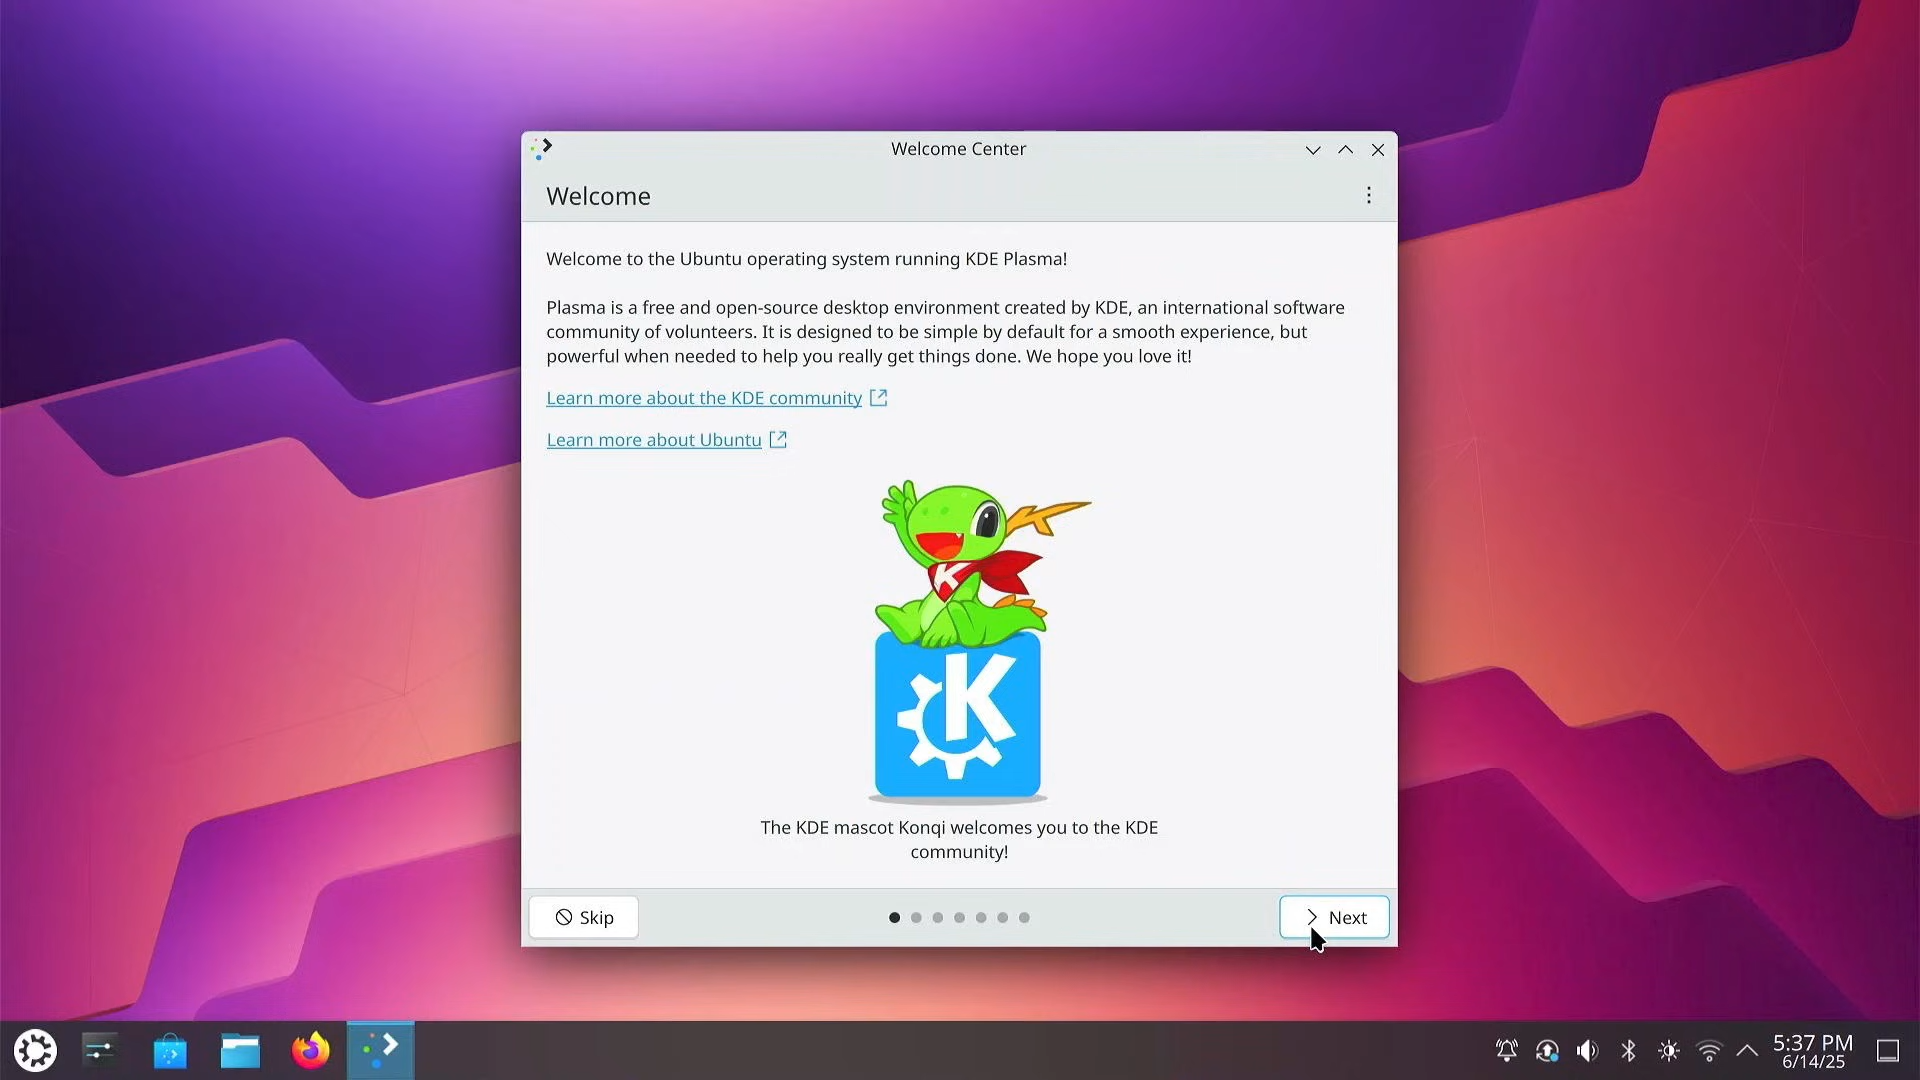 Welcome Center
Welcome
Welcome to the Ubuntu operating system running KDE Plasma!
Plasma is a free and open-source desktop environment created by KDE, an international software
community of volunteers. It is designed to be simple by default for a smooth experience, but
powerful when needed to help you really get things done. We hope you love it!
Learn more about the KDE community
Learn more about Ubuntu
K
K
The KDE mascot Konqi welcomes you to the KDE
community!
Skip
Next
5:37 PM
6/14/25